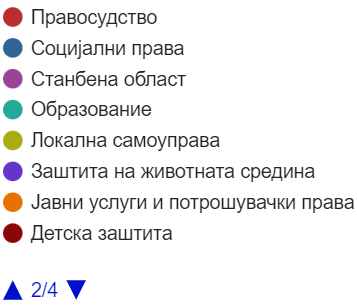 Правосудство
Социјални права
Станбена област
Образование
Локална самоуправа
Заштита на животната средина
Јавни услуги и потрошувачки права
Детска заштита
2/4